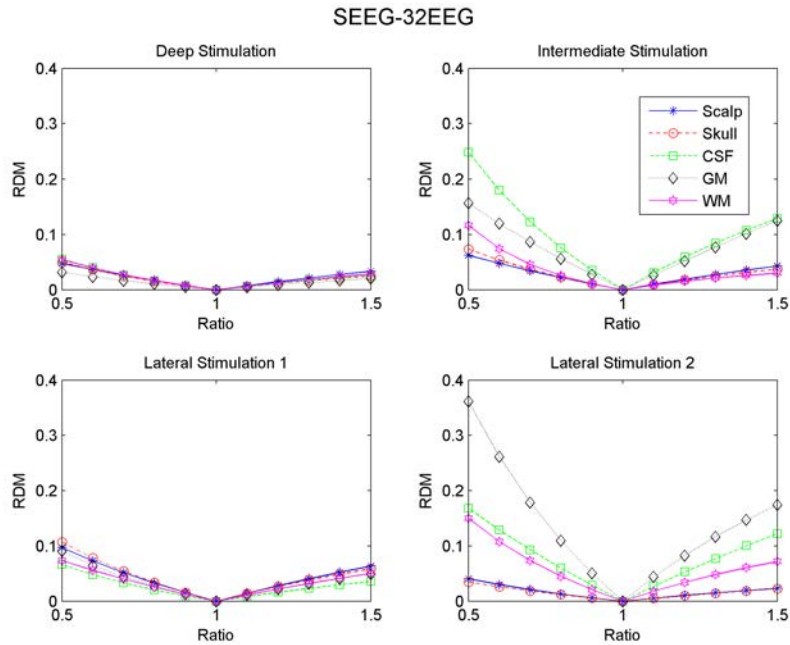 SEEG-32EEG
Deep Stimulation
0.4
0.3
0.2
0.1
0
RDM
0.5
1
1.5
Ratio
Intermediate Stimulation
0.4
0.3
0.2
0.1
0
RDM
Scalp
Skull
CSF
GM
WM
0.5
1
1.5
Ratio
Lateral Stimulation 1
0.4
0.3
0.2
0.1
0
RDM
0.5
1
1.5
Ratio
Lateral Stimulation 2
0.4
0.3
0.2
0.1
0
RDM
0.5
1
1.5
Ratio